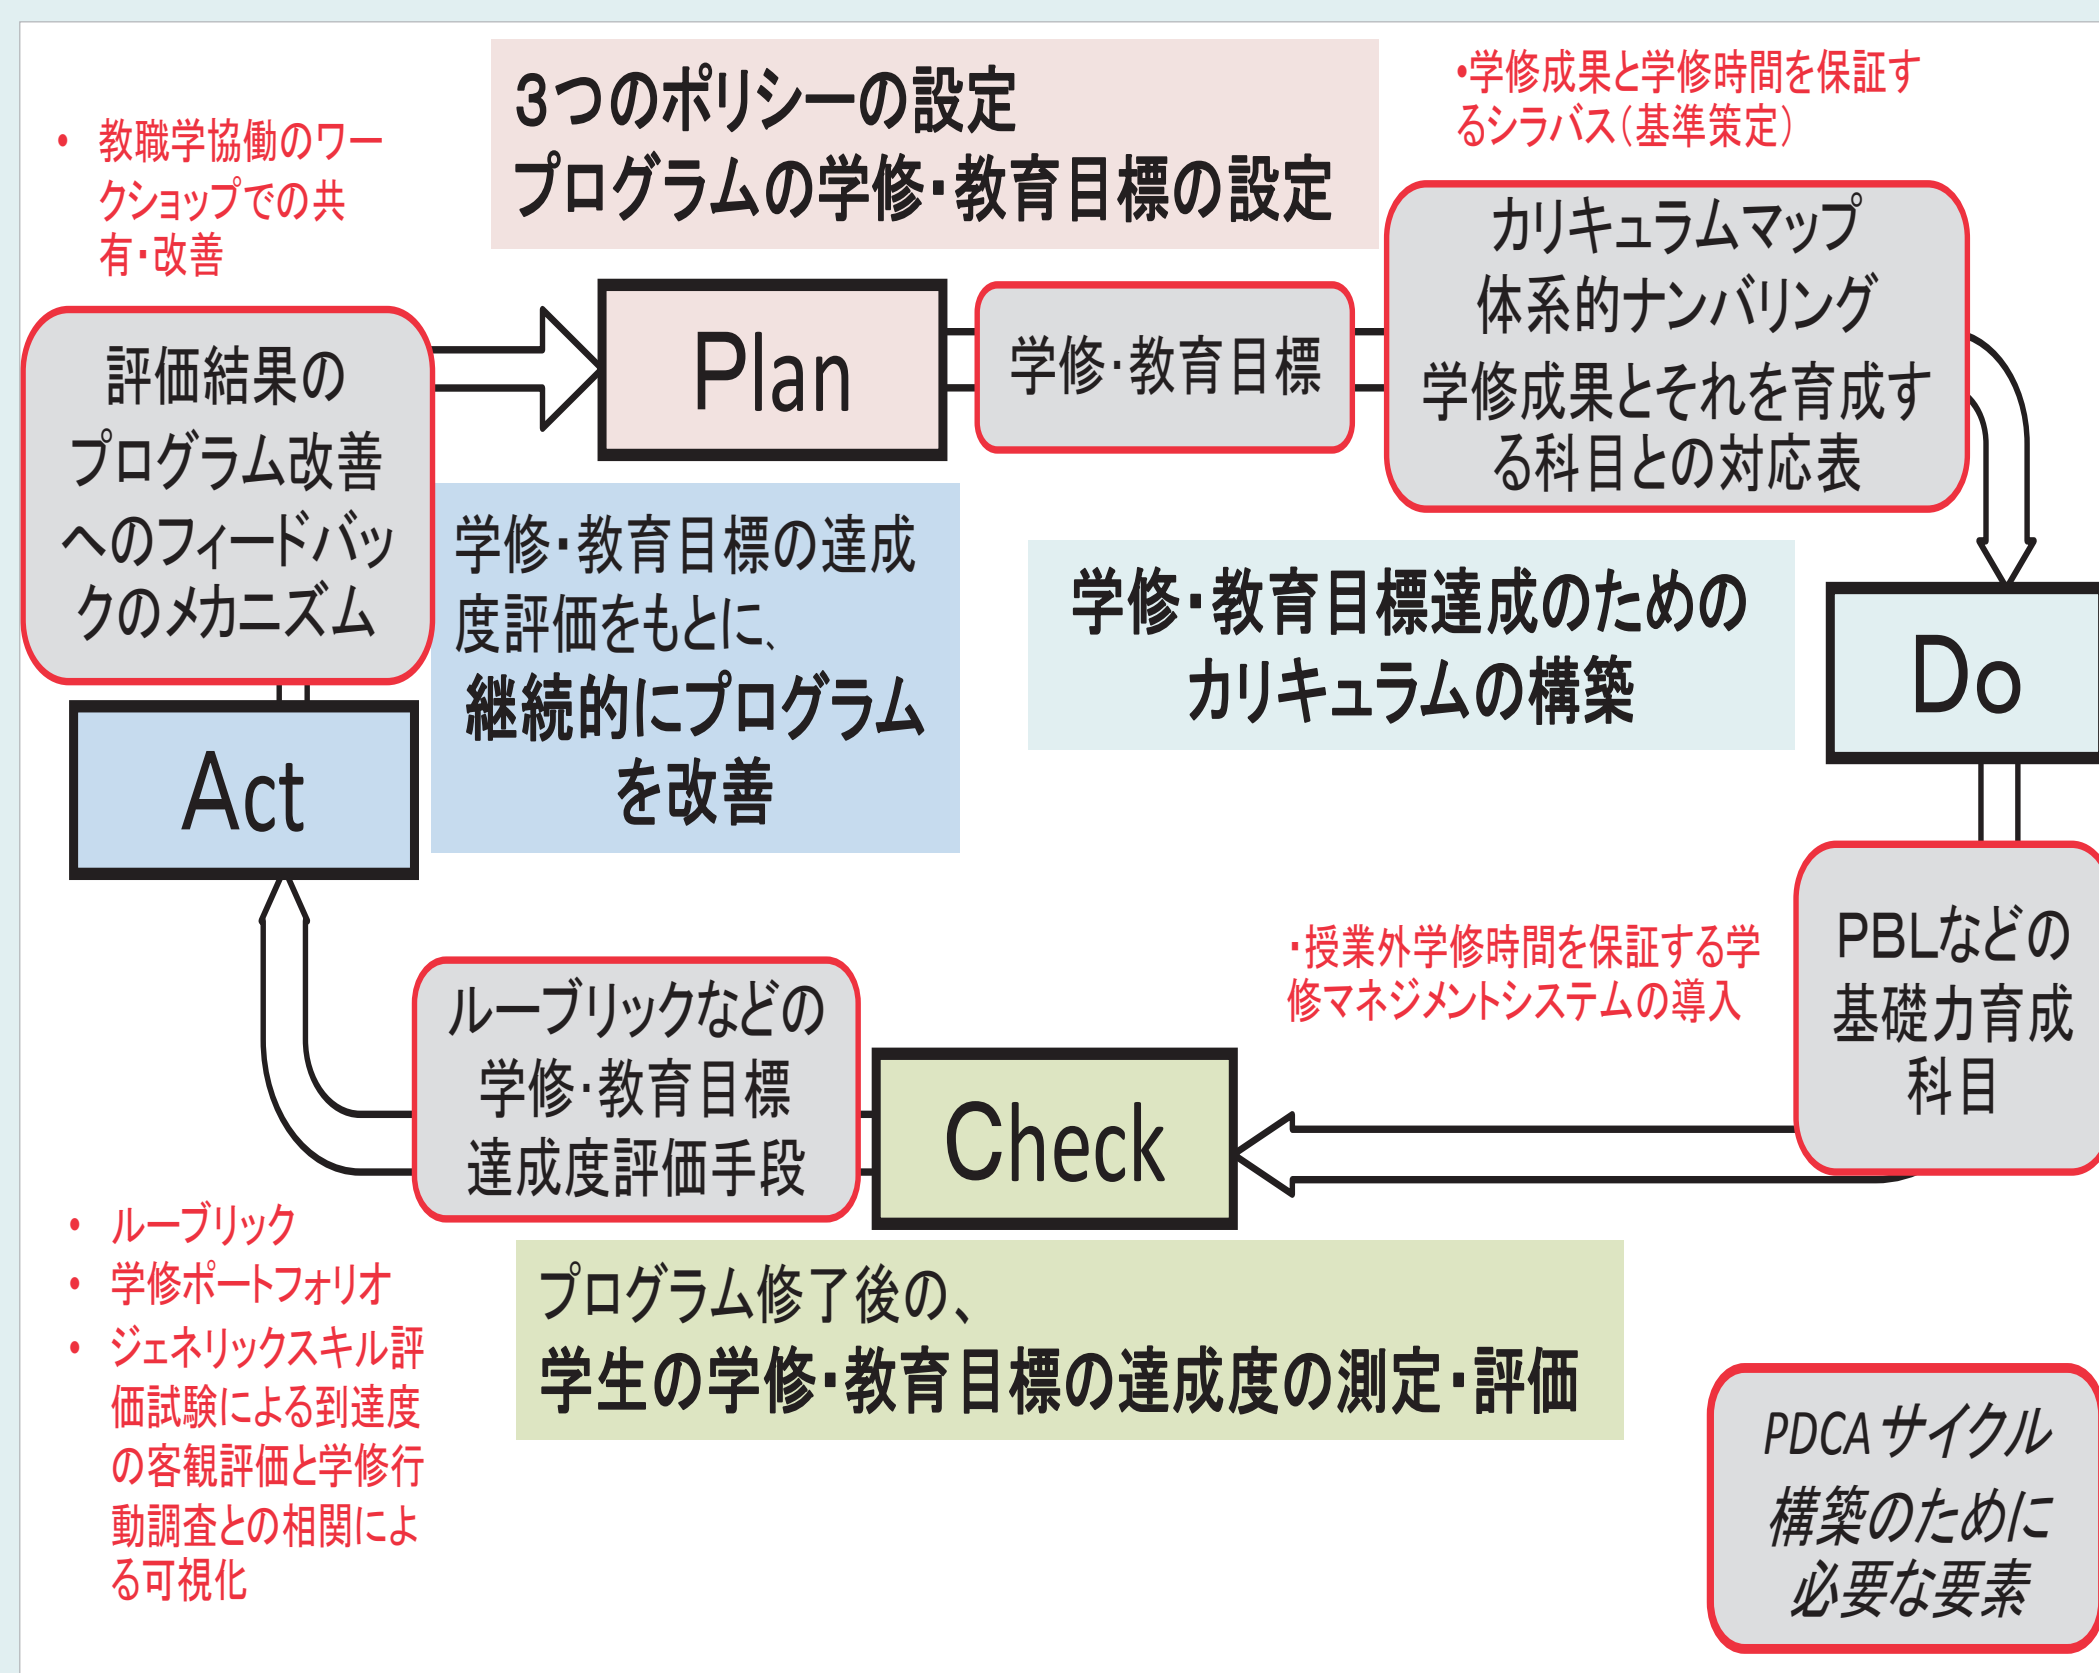 ３つのポリシーの設定
プログラムの学修・教育目標の設定
•学修成果と学修時間を保証す
るシラバス（基準策定）
• 教職学協働のワー
クショップでの共
有・改善
評価結果の
プログラム改善
へのフィードバッ
クのメカニズム
Plan
学修・教育目標
カリキュラムマップ
体系的ナンバリング
学修成果とそれを育成す
る科目との対応表
学修・教育目標の達成
度評価をもとに、
継続的にプログラム
を改善
学修・教育目標達成のための
カリキュラムの構築
Do
Act
・授業外学修時間を保証する学
修マネジメントシステムの導入
PBLなどの
基礎力育成
科目
ルーブリックなどの
学修・教育目標
達成度評価手段
Check
• ルーブリック
• 学修ポートフォリオ
• ジェネリックスキル評
価試験による到達度
の客観評価と学修行
動調査との相関によ
る可視化
プログラム修了後の、
学生の学修・教育目標の達成度の測定・評価
PDCAサイクル
構築のために
必要な要素